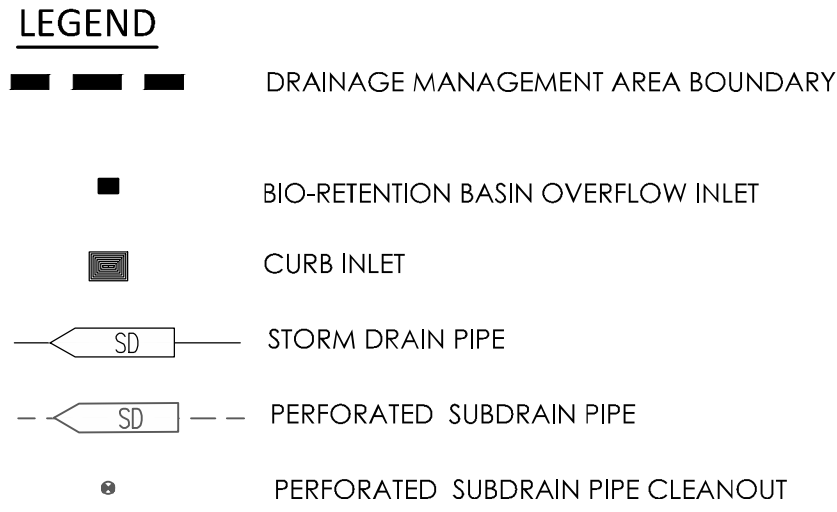 LEGEND
DRAINAGE MANAGEMENT AREA BOUNDARY
BIO-RETENTION BASIN OVERFLOW INLET
CURB INLET
SD STORM DRAIN PIPE
SD PERFORATED SUBDRAIN PIPE
PERFORATED SUBDRAIN PIPE CLEANOUT